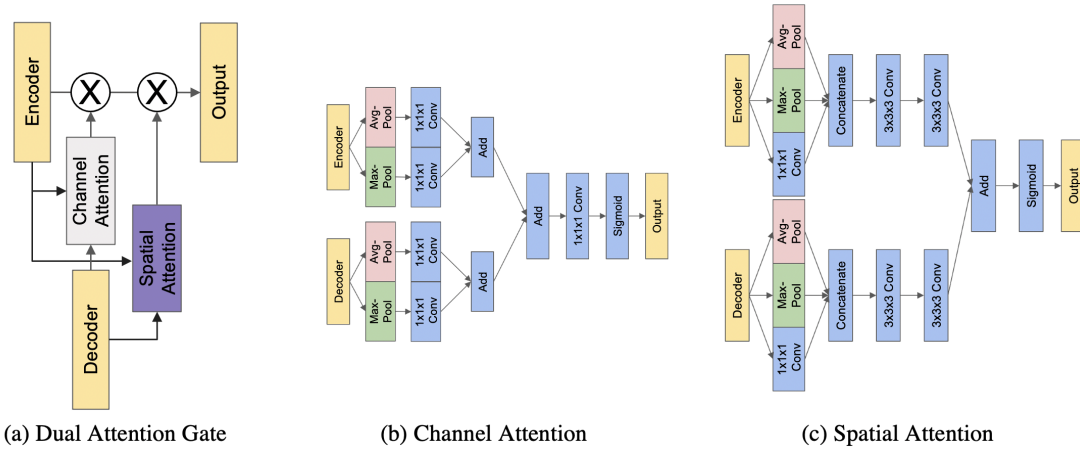 Encoder
X
X
Output
Channel
Attention
Spatial
Attention
Decoder
(a) Dual Attention Gate
Encoder
Avg-
Pool
Max-
Pool
1x1x1
Conv
1x1x1
Conv
Add
Decoder
Avg-
Pool
Max-
Pool
1x1x1
Conv
1x1x1
Conv
Add
Add
1x1x1 Conv
Sigmoid
Output
(b) Channel Attention
Encoder
Avg-
Pool
Max-
Pool
1x1x1
Conv
Concatenate
3x3x3 Conv
3x3x3 Conv
Decoder
Avg-
Pool
Max-
Pool
1x1x1
Conv
Concatenate
3x3x3 Conv
3x3x3 Conv
Add
Sigmoid
Output
(c) Spatial Attention